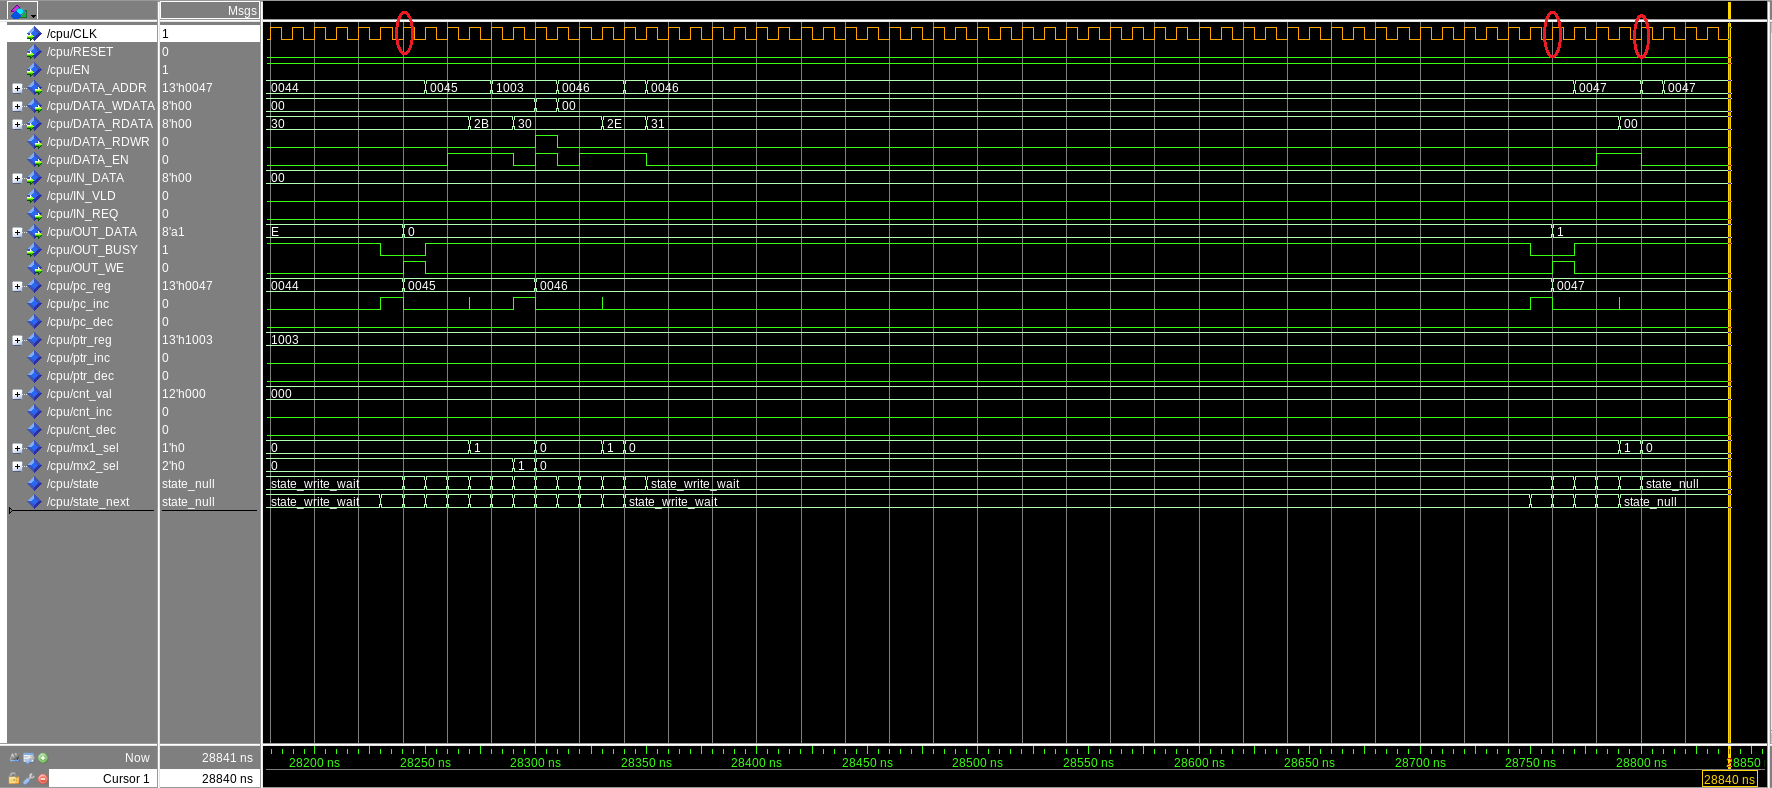 Msgs
/cpu/CLK 1
/cpu/RESET 0
/cpu/EN 1
/cpu/DATA_ADDR 13'h0047 0044 0045 1003 0046 0046 0047 0047
/cpu/DATA_WDATA 8'h00 00 00
/cpu/DATA_RDATA 8'h00 30 2B 30 2E 31 00
/cpu/DATA_RDWR 0
/cpu/DATA_EN 0
/cpu/IN_DATA 8'h00 00
/cpu/IN_VLD 0
/cpu/IN_REQ 0
/cpu/OUT_DATA 8'a1 E 0 1
/cpu/OUT_BUSY 1
/cpu/OUT_WE 0
/cpu/pc_reg 13'h0047 0044 0045 0046 0047
/cpu/pc_inc 0
/cpu/pc_dec 0
/cpu/ptr_reg 13'h1003 1003
/cpu/ptr_inc 0
/cpu/ptr_dec 0
/cpu/cnt_val 12'h000 000
/cpu/cnt_inc 0
/cpu/cnt_dec 0
/cpu/mx1_sel 1'h0 0 1 0 1 0 1 0
/cpu/mx2_sel 2'h0 0 1 0
/cpu/state state_null state_write_wait state_write_wait state_null
/cpu/state_next state_null state_write_wait state_write_wait state_null
Now 28841 ns 28200 ns 28250 ns 28300 ns 28350 ns 28400 ns 28450 ns 28500 ns 28550 ns 28600 ns 28650 ns 28700 ns 28750 ns 28800 ns
Cursor 1 28840 ns 28840 ns